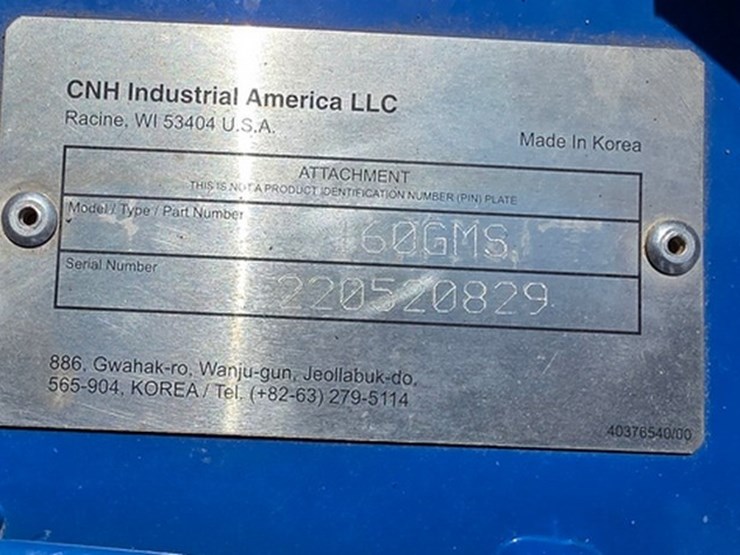 CNH Industrial America LLC
Racine, WI 53404 U.S.A.
Made In Korea
ATTACHMENT
THIS IS NOT A PRODUCT IDENTIFICATION NUMBER (PIN) PLATE
Model / Type / Part Number
160GMS
Serial Number
220520829
886, Gwahak-ro, Wanju-gun, Jeollabuk-do,
565-904, KOREA / Tel. (+82-63) 279-5114
40376540/00